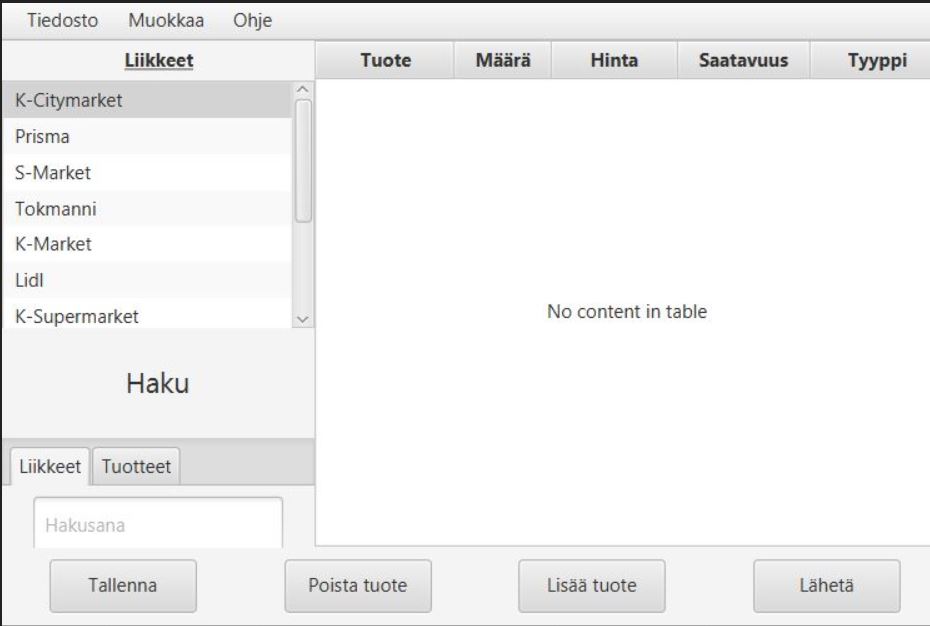 Tiedosto Muokkaa Ohje
Liikkeet
Tuote Määrä Hinta Saatavuus Tyyppi
K-Citymarket
Prisma
S-Market
Tokmanni
K-Market
Lidl
K-Supermarket
No content in table
Haku
Liikkeet Tuotteet
Hakusana
Tallenna Poista tuote Lisää tuote Lähetä